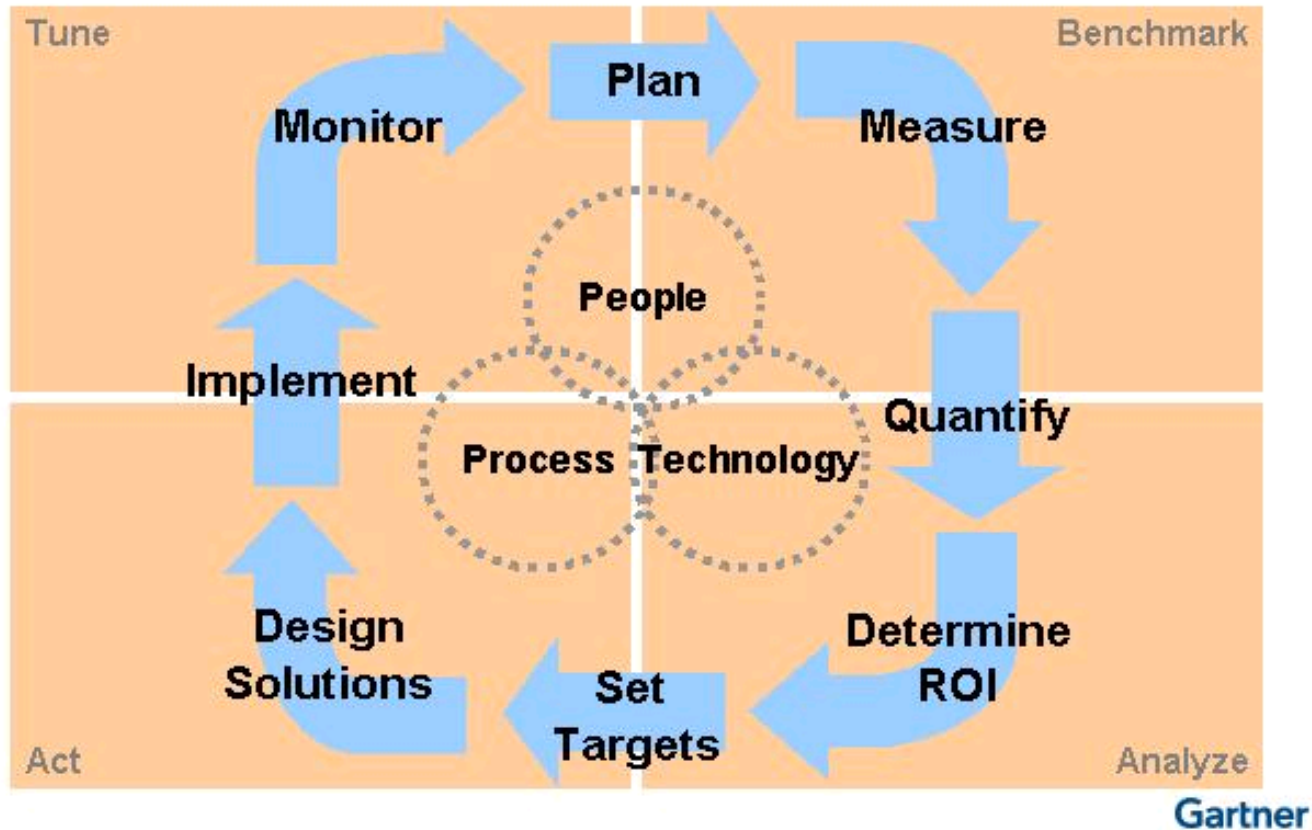 Tune
Benchmark
Plan
Monitor
Measure
People
Implement
Quantify
Process
Technology
Design
Solutions
Determine
ROI
Set
Targets
Act
Analyze
Gartner